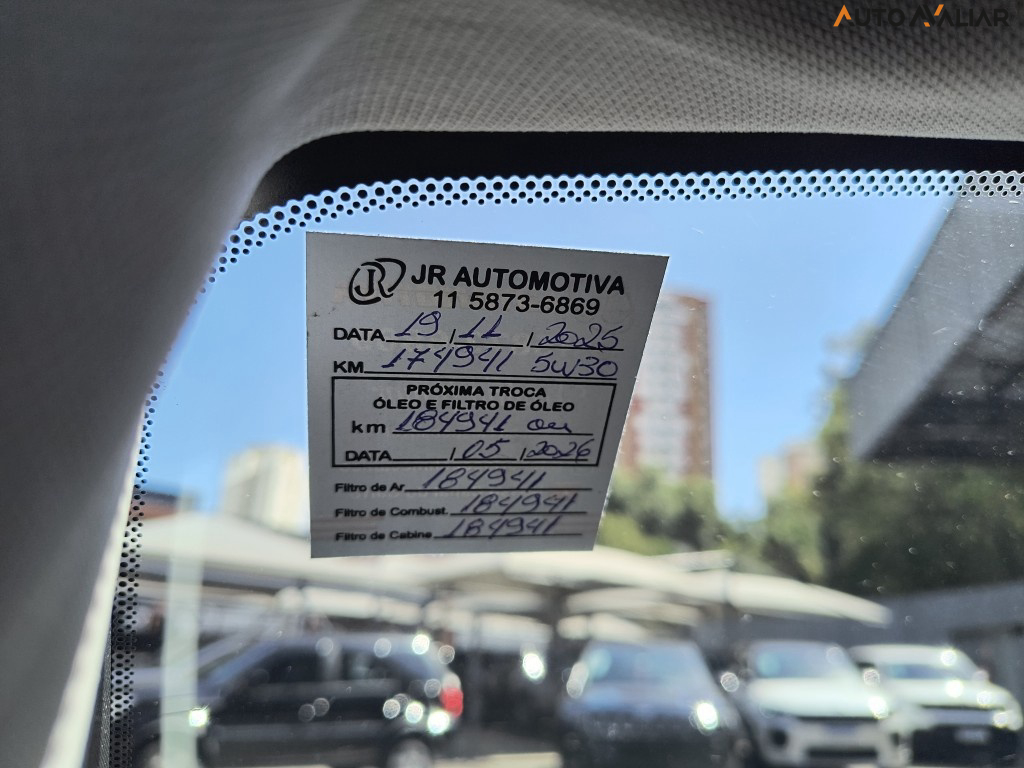 AUTO AVALIAR
JR JR AUTOMOTIVA
11 5873-6869
DATA 19 / 11 / 2025
KM 174941 5W30
PRÓXIMA TROCA
ÓLEO E FILTRO DE ÓLEO
km 184941 ou
DATA / 05 / 2026
Filtro de Ar 184941
Filtro de Combust. 184941
Filtro de Cabine 184941